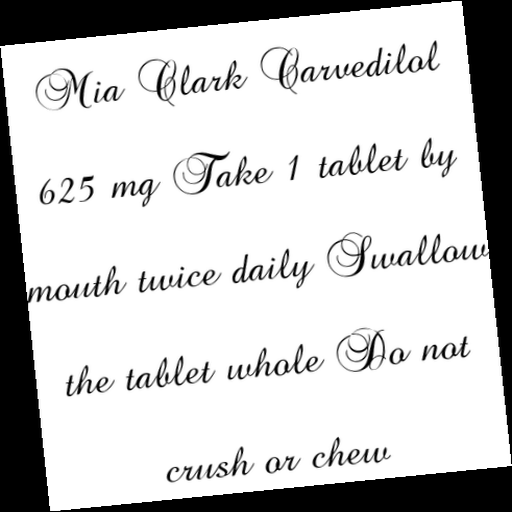 Mia Clark Carvedilol
625 mg Take 1 tablet by
mouth twice daily Swallow
the tablet whole Do not
crush or chew